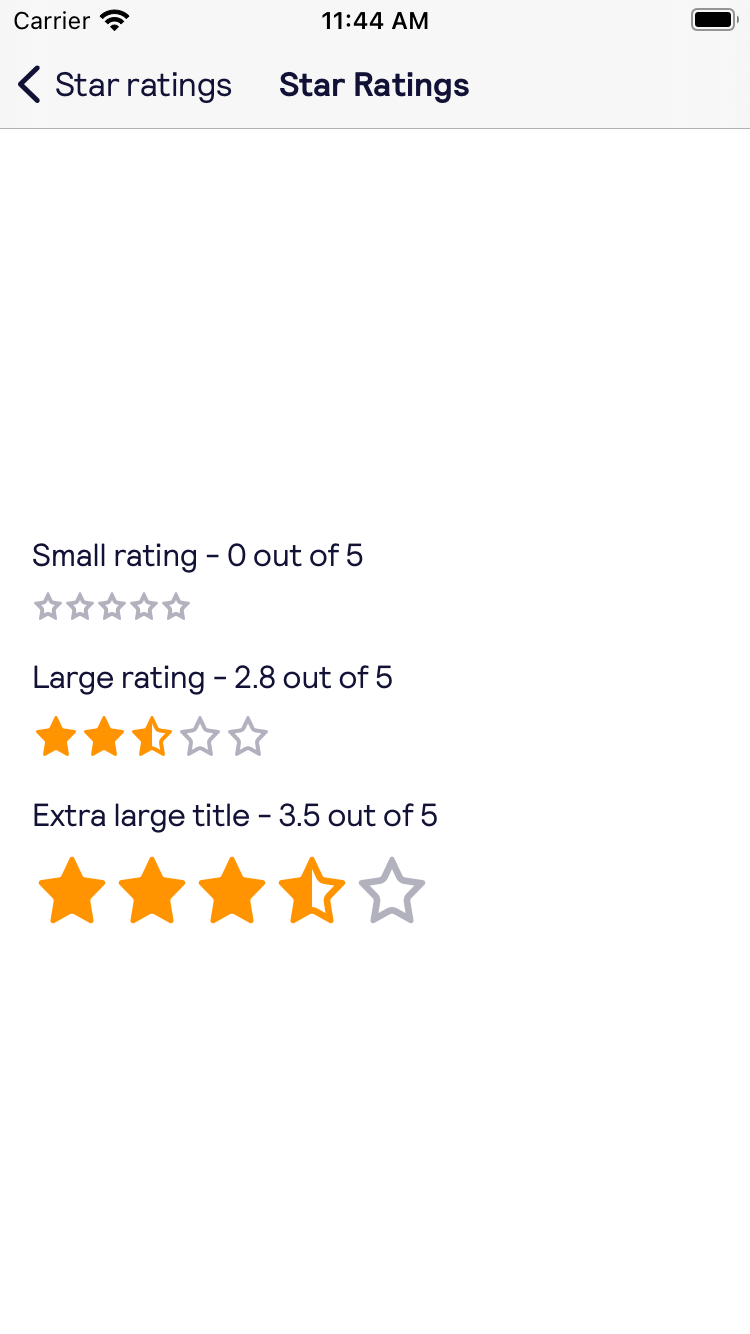 Carrier 11:44 AM
Star ratings Star Ratings
Small rating - 0 out of 5
Large rating - 2.8 out of 5
Extra large title - 3.5 out of 5